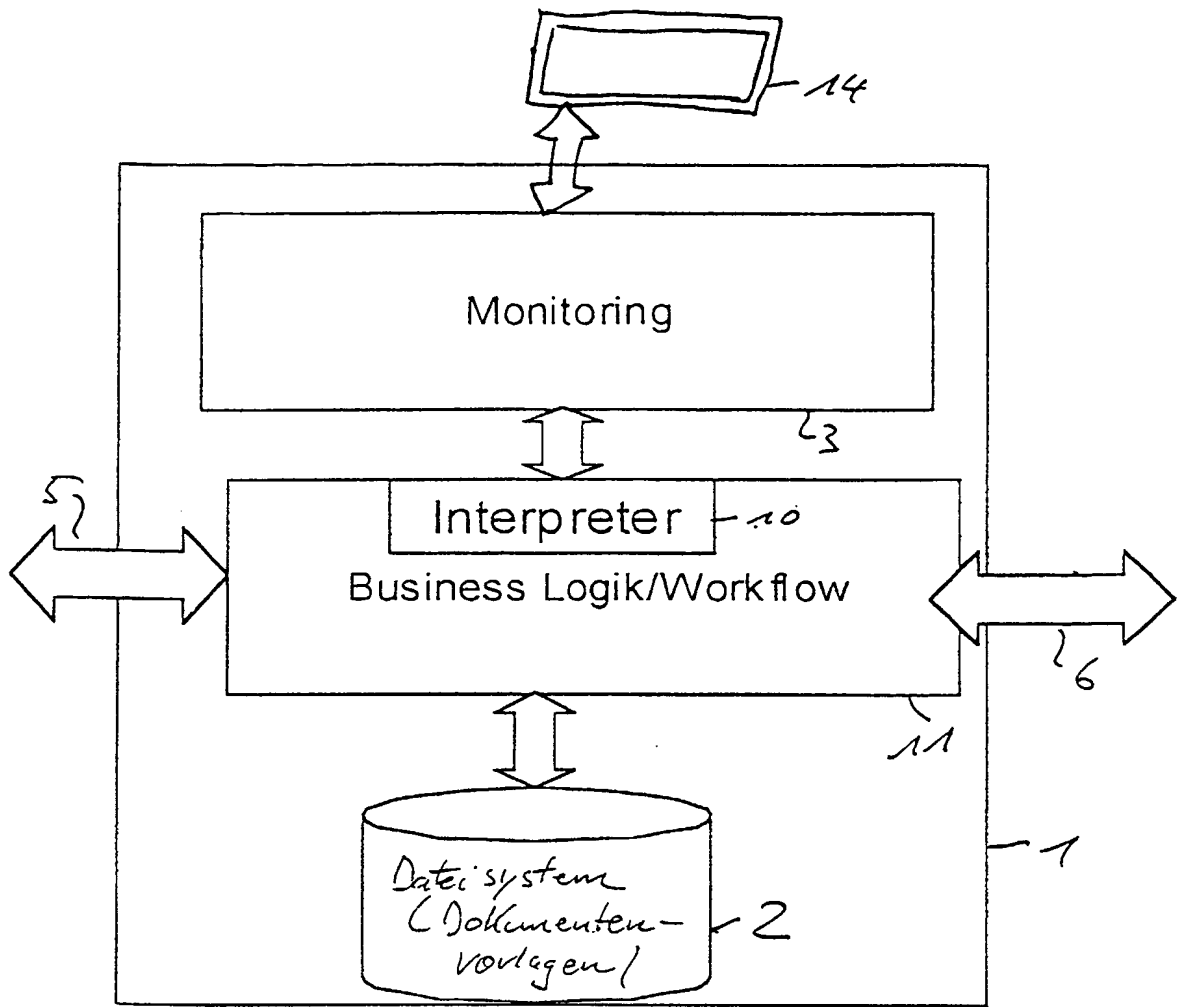 14
Monitoring
3
5
Interpreter
10
Business Logik/Workflow
6
11
1
Dateisystem
(Dokumenten-
vorlagen)
2